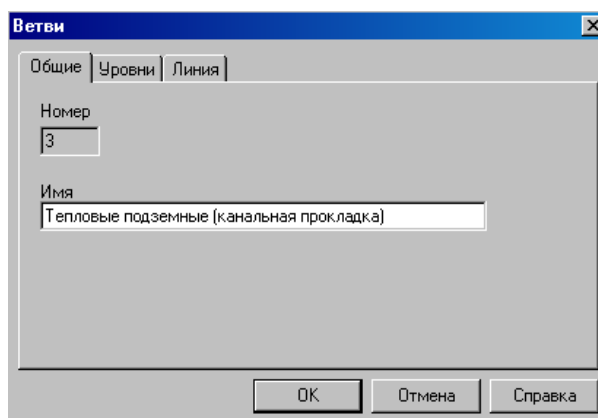 Ветви
Общие Уровни Линия
Номер
3
Имя
Тепловые подземные (канальная прокладка)
OK Отмена Справка